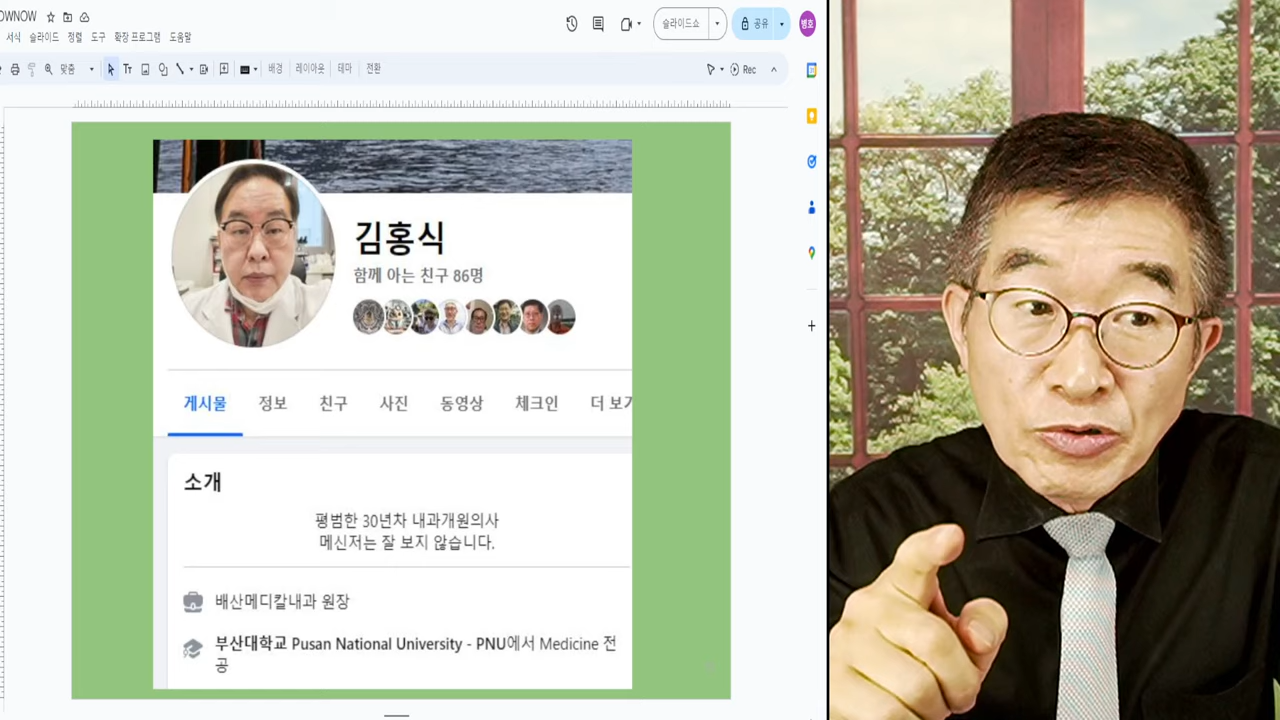 OWNOW
서식 슬라이드 정렬 도구 확장 프로그램 도움말
슬라이드쇼
공유
병호
맞춤
Tт
배경 레이아웃 테마 전환
Rec
김홍식
함께 아는 친구 86명
게시물 정보 친구 사진 동영상 체크인 더 보기
소개
평범한 30년차 내과개원의사
메신저는 잘 보지 않습니다.
배산메디칼내과 원장
부산대학교 Pusan National University - PNU에서 Medicine 전
공